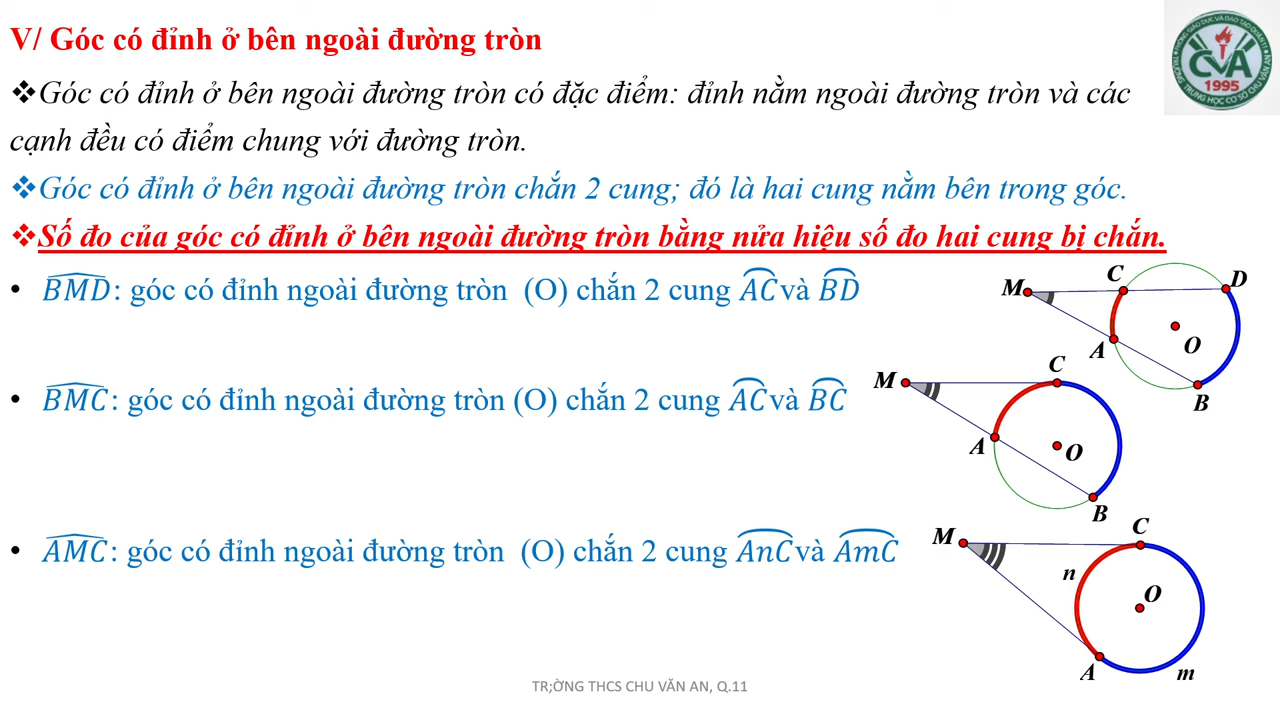 V/ Góc có đỉnh ở bên ngoài đường tròn
❖Góc có đỉnh ở bên ngoài đường tròn có đặc điểm: đỉnh nằm ngoài đường tròn và các
cạnh đều có điểm chung với đường tròn.
❖Góc có đỉnh ở bên ngoài đường tròn chắn 2 cung; đó là hai cung nằm bên trong góc.
❖Số đo của góc có đỉnh ở bên ngoài đường tròn bằng nửa hiệu số đo hai cung bị chắn.
• BMD: góc có đỉnh ngoài đường tròn (O) chắn 2 cung AC và BD
M C D
A O
B
• BMC: góc có đỉnh ngoài đường tròn (O) chắn 2 cung AC và BC
M C
A O
B
• AMC: góc có đỉnh ngoài đường tròn (O) chắn 2 cung AnC và AmC
M C
n
O
A m
TR;ỜNG THCS CHU VĂN AN, Q.11
CVA
1995